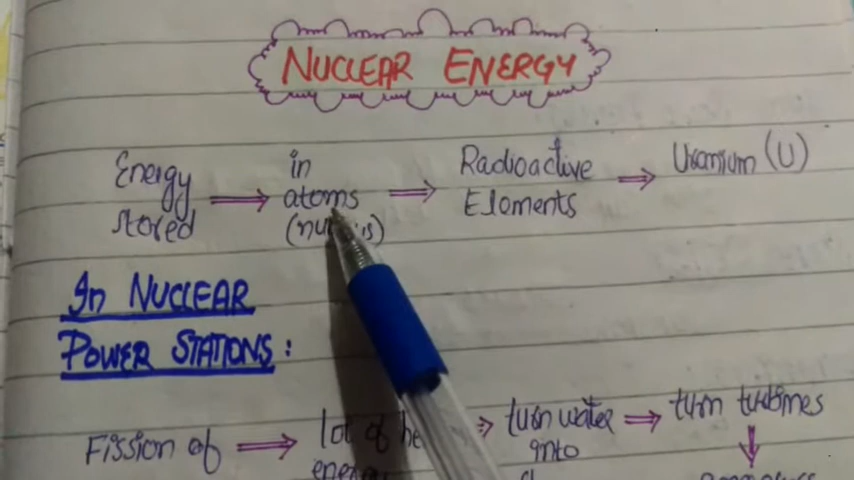 NUCLEAR ENERGY
Energy stored ⇒ in atoms ⇒ Radioactive Elements ⇒ Uranium (U)
In NUCLEAR
POWER STATIONS:
Fission of ⇒ lot of ⇒ turn water into ⇒ turn turbines
energy